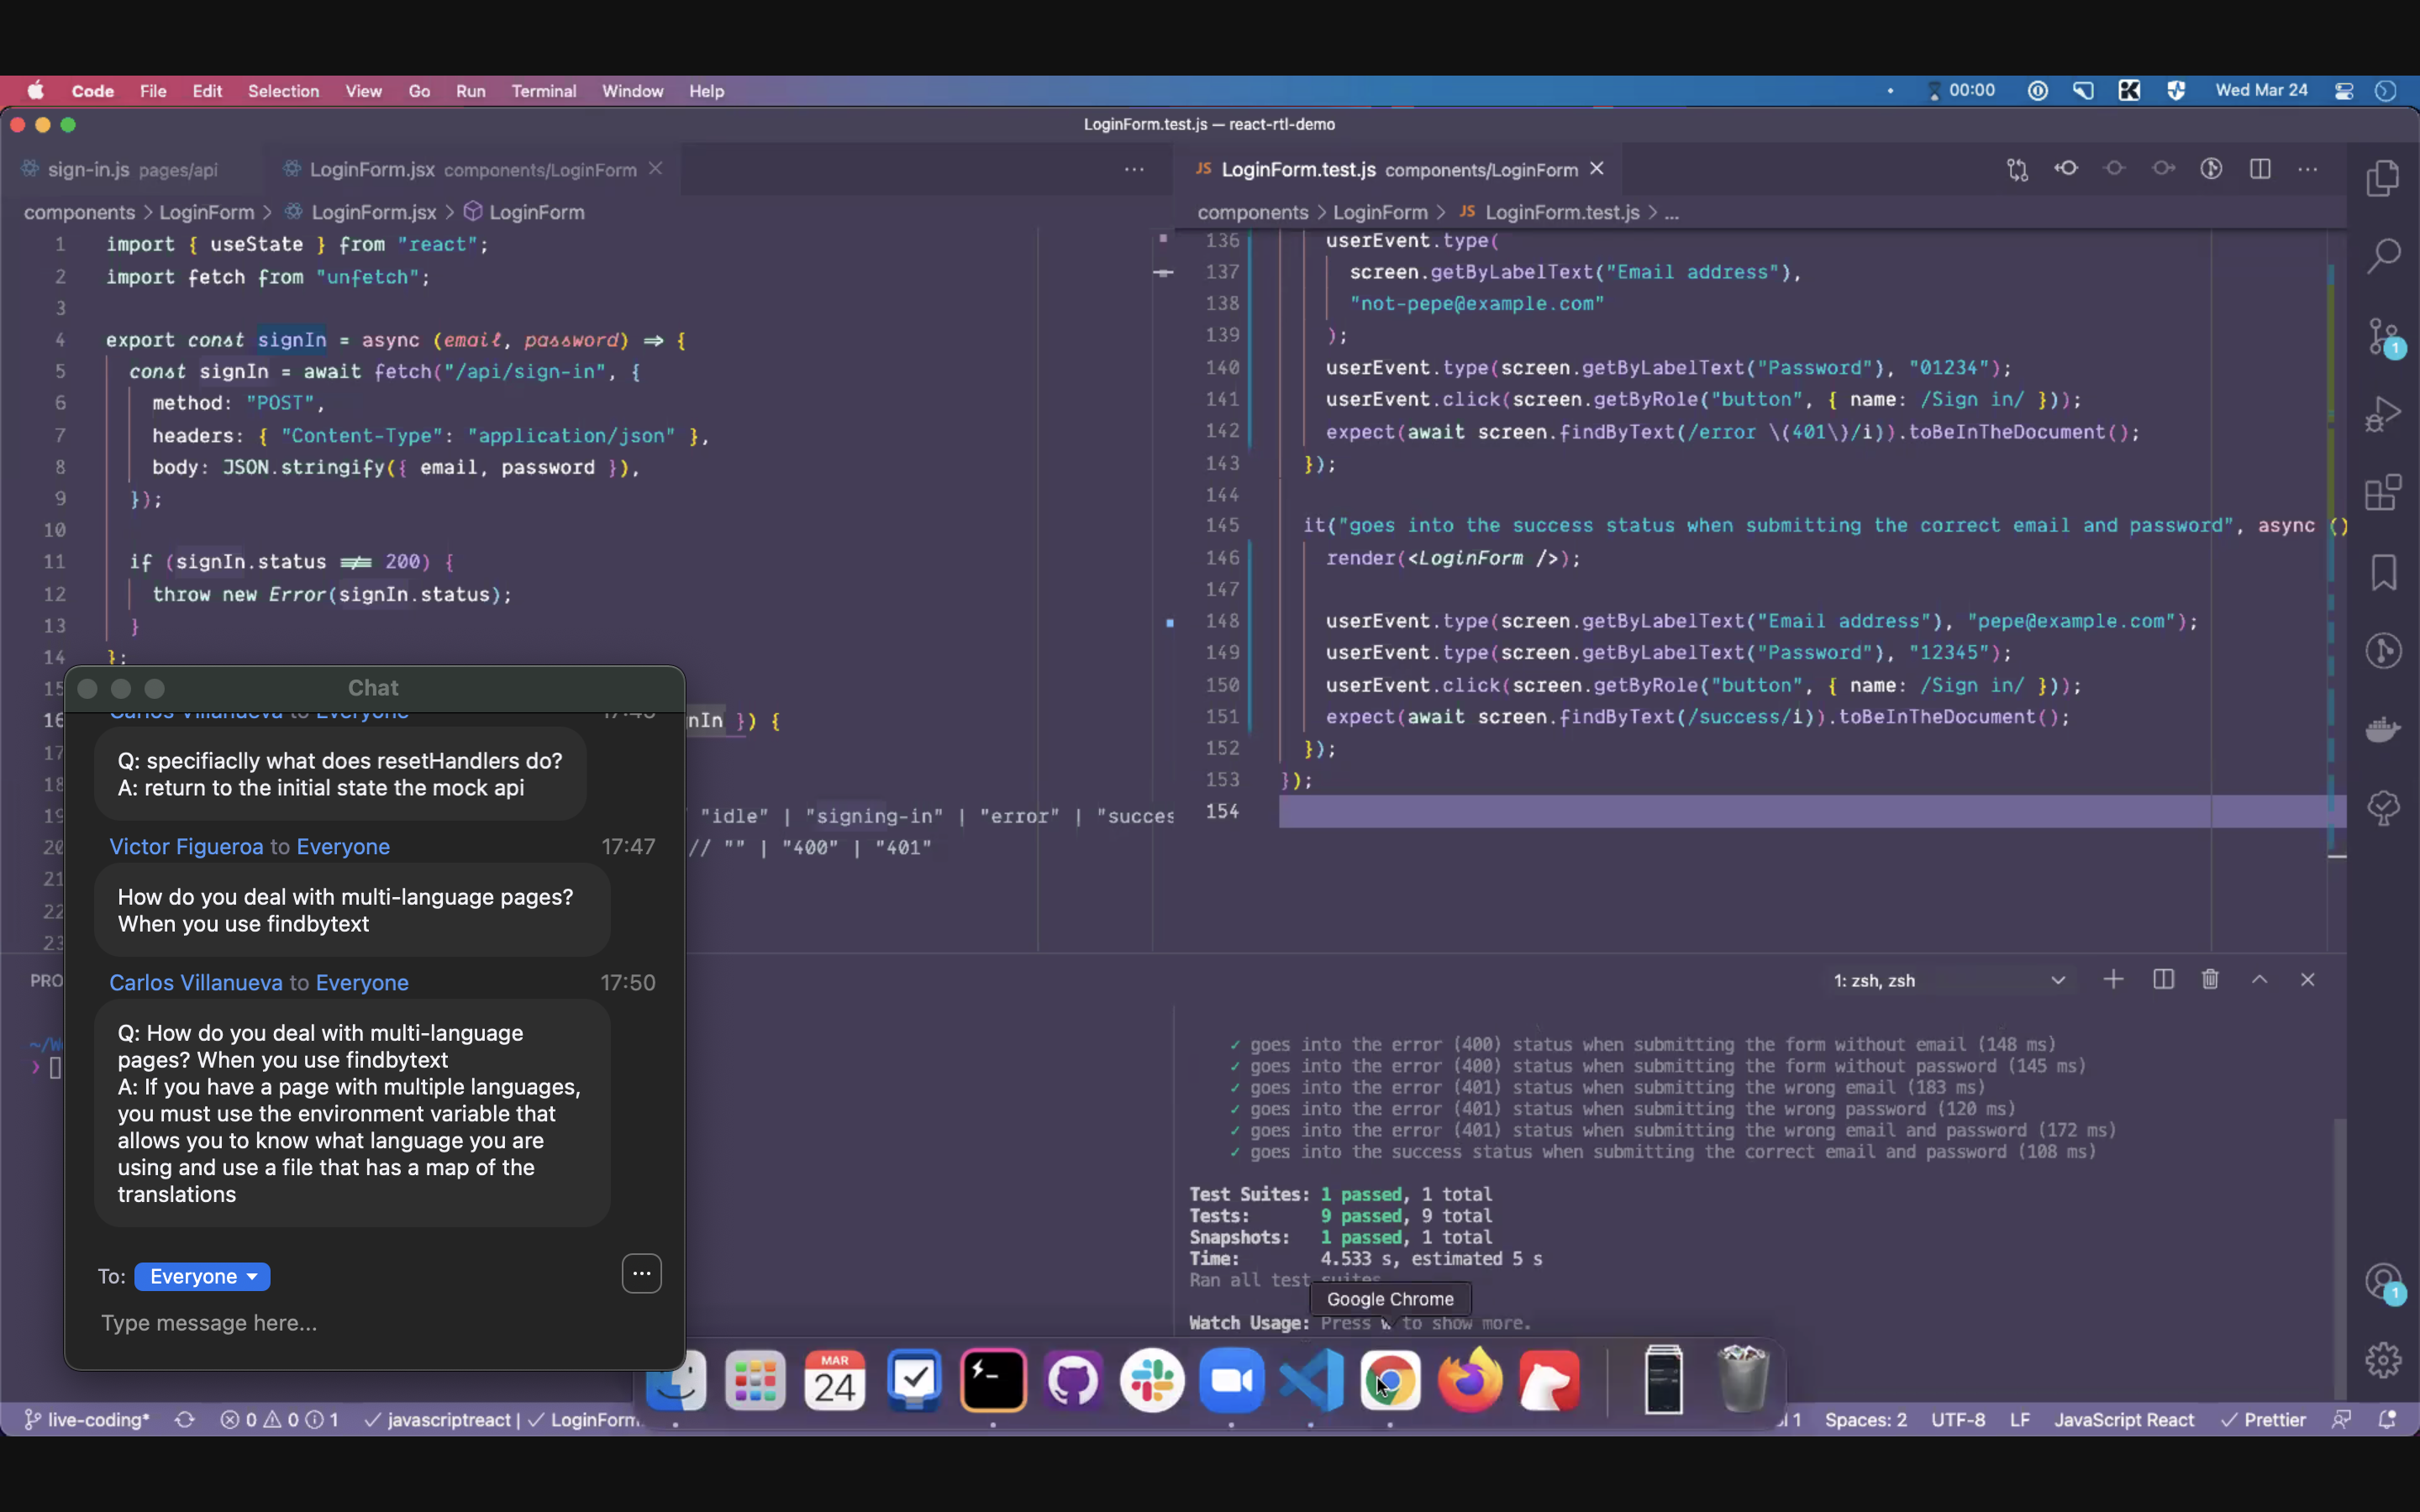 Code File Edit Selection View Go Run Terminal Window Help
00:00 Wed Mar 24
LoginForm.test.js — react-rtl-demo
sign-in.js pages/api
LoginForm.jsx components/LoginForm
components > LoginForm > LoginForm.jsx > LoginForm
1 import { useState } from "react";
2 import fetch from "unfetch";
3
4 export const signIn = async (email, password) => {
5 const signIn = await fetch("/api/sign-in", {
6 method: "POST",
7 headers: { "Content-Type": "application/json" },
8 body: JSON.stringify({ email, password }),
9 });
10
11 if (signIn.status !== 200) {
12 throw new Error(signIn.status);
13 }
14 };
15
16 nIn }) {
17
18
19 "idle" | "signing-in" | "error" | "succes
20 // "" | "400" | "401"
21
22
23
JS LoginForm.test.js components/LoginForm
components > LoginForm > JS LoginForm.test.js > ...
136 userEvent.type(
137 screen.getByLabelText("Email address"),
138 "not-pepe@example.com"
139 );
140 userEvent.type(screen.getByLabelText("Password"), "01234");
141 userEvent.click(screen.getByRole("button", { name: /Sign in/ }));
142 expect(await screen.findByText(/error \(401\)/i)).toBeInTheDocument();
143 });
144
145 it("goes into the success status when submitting the correct email and password", async ()
146 render(<LoginForm />);
147
148 userEvent.type(screen.getByLabelText("Email address"), "pepe@example.com");
149 userEvent.type(screen.getByLabelText("Password"), "12345");
150 userEvent.click(screen.getByRole("button", { name: /Sign in/ }));
151 expect(await screen.findByText(/success/i)).toBeInTheDocument();
152 });
153 });
154
1
Chat
Carlos Villanueva to Everyone
Q: specifiaclly what does resetHandlers do?
A: return to the initial state the mock api
Victor Figueroa to Everyone 17:47
How do you deal with multi-language pages?
When you use findbytext
Carlos Villanueva to Everyone 17:50
Q: How do you deal with multi-language
pages? When you use findbytext
A: If you have a page with multiple languages,
you must use the environment variable that
allows you to know what language you are
using and use a file that has a map of the
translations
To: Everyone
Type message here...
PRO
~/W
1: zsh, zsh
✓ goes into the error (400) status when submitting the form without email (148 ms)
✓ goes into the error (400) status when submitting the form without password (145 ms)
✓ goes into the error (401) status when submitting the wrong email (183 ms)
✓ goes into the error (401) status when submitting the wrong password (120 ms)
✓ goes into the error (401) status when submitting the wrong email and password (172 ms)
✓ goes into the success status when submitting the correct email and password (108 ms)
Test Suites: 1 passed, 1 total
Tests: 9 passed, 9 total
Snapshots: 1 passed, 1 total
Time: 4.533 s, estimated 5 s
Ran all test suites
Google Chrome
Watch Usage: Press w to show more.
1
MAR
24
live-coding* 0 0 1 javascriptreact | LoginForm.
1 Spaces: 2 UTF-8 LF JavaScript React Prettier